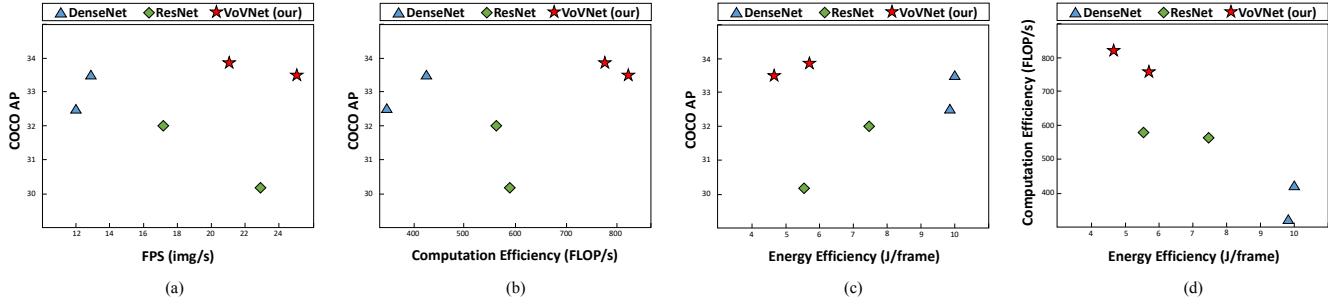 DenseNet ResNet VoVNet (our)
COCO AP
34
33
32
31
30
12 14 16 18 20 22 24
FPS (img/s)
(a)
DenseNet ResNet VoVNet (our)
COCO AP
34
33
32
31
30
400 500 600 700 800
Computation Efficiency (FLOP/s)
(b)
DenseNet ResNet VoVNet (our)
COCO AP
34
33
32
31
30
4 5 6 7 8 9 10
Energy Efficiency (J/frame)
(c)
DenseNet ResNet VoVNet (our)
Computation Efficiency (FLOP/s)
800
700
600
500
400
4 5 6 7 8 9 10
Energy Efficiency (J/frame)
(d)